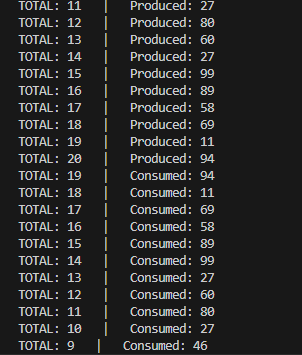 TOTAL: 11   |   Produced: 27
TOTAL: 12   |   Produced: 80
TOTAL: 13   |   Produced: 60
TOTAL: 14   |   Produced: 27
TOTAL: 15   |   Produced: 99
TOTAL: 16   |   Produced: 89
TOTAL: 17   |   Produced: 58
TOTAL: 18   |   Produced: 69
TOTAL: 19   |   Produced: 11
TOTAL: 20   |   Produced: 94
TOTAL: 19   |   Consumed: 94
TOTAL: 18   |   Consumed: 11
TOTAL: 17   |   Consumed: 69
TOTAL: 16   |   Consumed: 58
TOTAL: 15   |   Consumed: 89
TOTAL: 14   |   Consumed: 99
TOTAL: 13   |   Consumed: 27
TOTAL: 12   |   Consumed: 60
TOTAL: 11   |   Consumed: 80
TOTAL: 10   |   Consumed: 27
TOTAL: 9   |   Consumed: 46